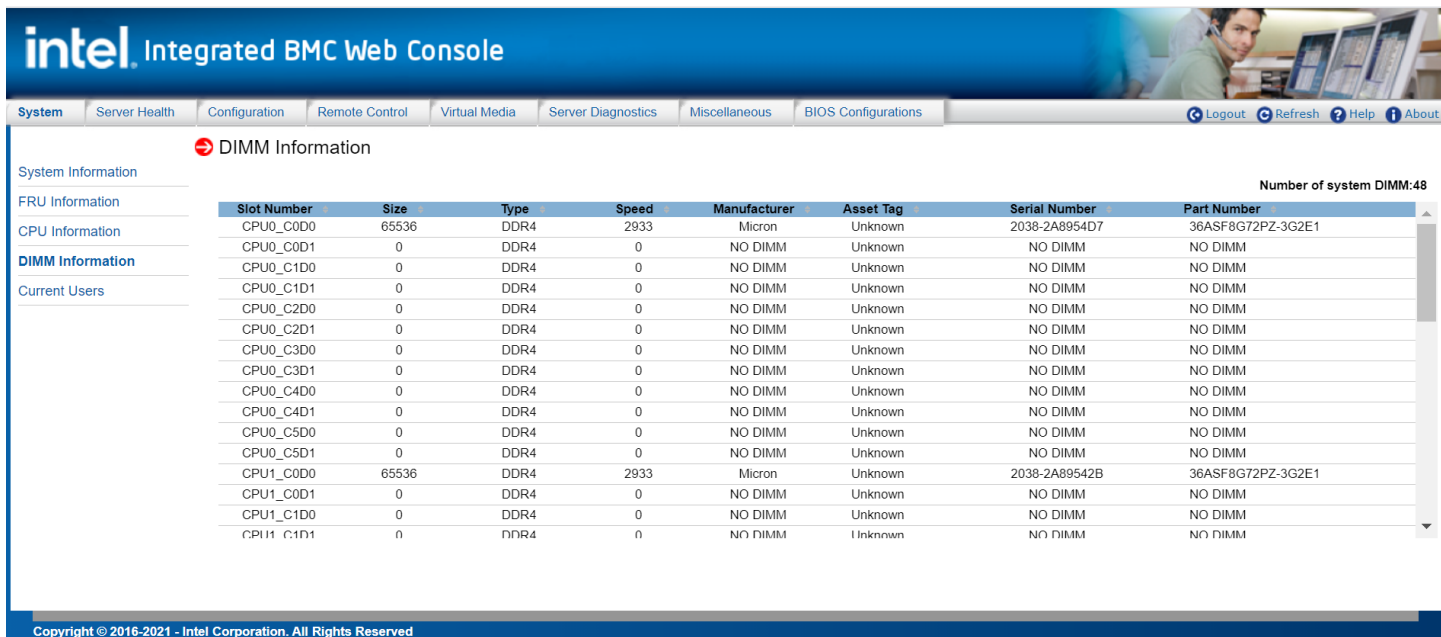 intel. Integrated BMC Web Console
System Server Health Configuration Remote Control Virtual Media Server Diagnostics Miscellaneous BIOS Configurations Logout Refresh Help About
DIMM Information
System Information
FRU Information
CPU Information
DIMM Information
Current Users
Number of system DIMM:48
Slot Number Size Type Speed Manufacturer Asset Tag Serial Number Part Number
CPU0_C0D0 65536 DDR4 2933 Micron Unknown 2038-2A8954D7 36ASF8G72PZ-3G2E1
CPU0_C0D1 0 DDR4 0 NO DIMM Unknown NO DIMM NO DIMM
CPU0_C1D0 0 DDR4 0 NO DIMM Unknown NO DIMM NO DIMM
CPU0_C1D1 0 DDR4 0 NO DIMM Unknown NO DIMM NO DIMM
CPU0_C2D0 0 DDR4 0 NO DIMM Unknown NO DIMM NO DIMM
CPU0_C2D1 0 DDR4 0 NO DIMM Unknown NO DIMM NO DIMM
CPU0_C3D0 0 DDR4 0 NO DIMM Unknown NO DIMM NO DIMM
CPU0_C3D1 0 DDR4 0 NO DIMM Unknown NO DIMM NO DIMM
CPU0_C4D0 0 DDR4 0 NO DIMM Unknown NO DIMM NO DIMM
CPU0_C4D1 0 DDR4 0 NO DIMM Unknown NO DIMM NO DIMM
CPU0_C5D0 0 DDR4 0 NO DIMM Unknown NO DIMM NO DIMM
CPU0_C5D1 0 DDR4 0 NO DIMM Unknown NO DIMM NO DIMM
CPU1_C0D0 65536 DDR4 2933 Micron Unknown 2038-2A89542B 36ASF8G72PZ-3G2E1
CPU1_C0D1 0 DDR4 0 NO DIMM Unknown NO DIMM NO DIMM
CPU1_C1D0 0 DDR4 0 NO DIMM Unknown NO DIMM NO DIMM
CPU1_C1D1 0 DDR4 0 NO DIMM Unknown NO DIMM NO DIMM
Copyright © 2016-2021 - Intel Corporation. All Rights Reserved